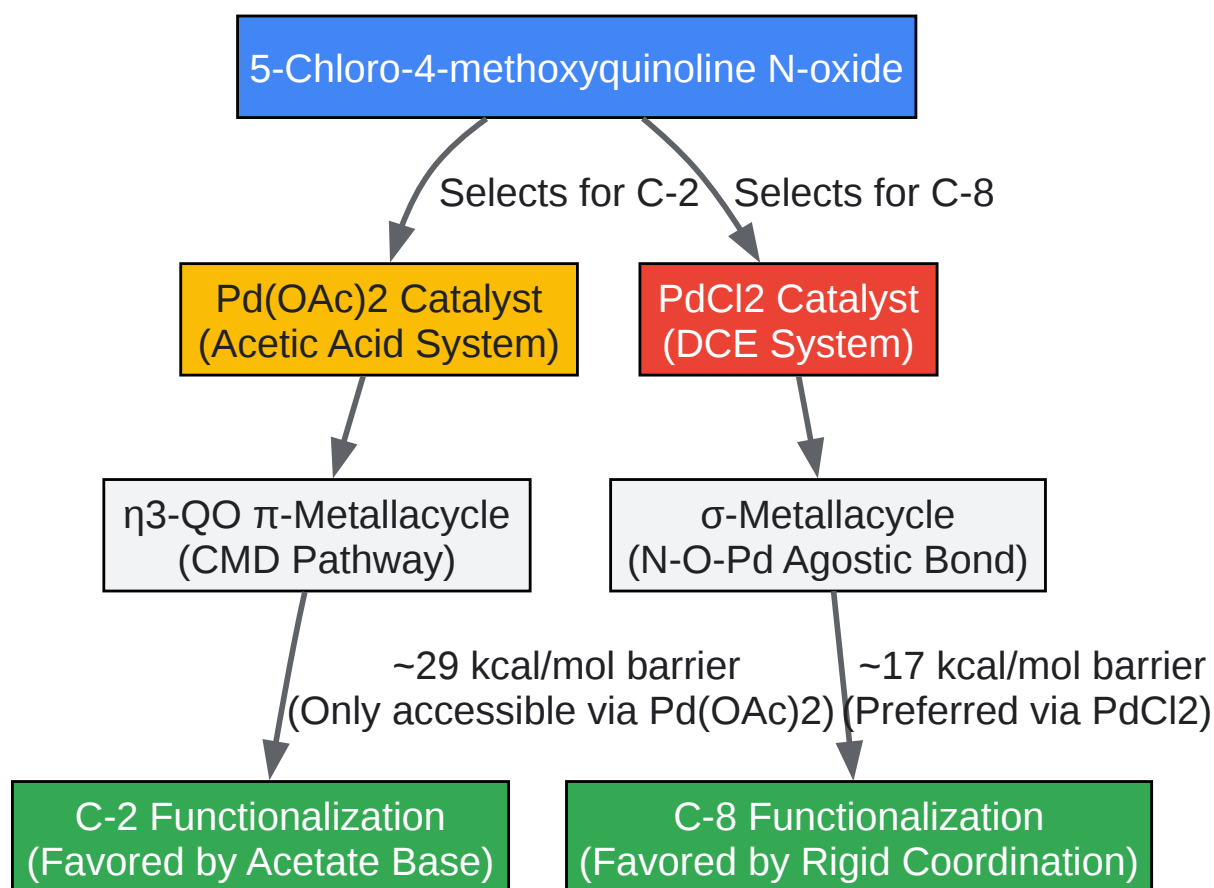 5-Chloro-4-methoxyquinoline N-oxide
Selects for C-2
Selects for C-8
Pd(OAc)2 Catalyst
(Acetic Acid System)
PdCl2 Catalyst
(DCE System)
η3-QO π-Metallacycle
(CMD Pathway)
σ-Metallacycle
(N-O-Pd Agostic Bond)
~29 kcal/mol barrier
(Only accessible via Pd(OAc)2)
~17 kcal/mol barrier
(Preferred via PdCl2)
C-2 Functionalization
(Favored by Acetate Base)
C-8 Functionalization
(Favored by Rigid Coordination)